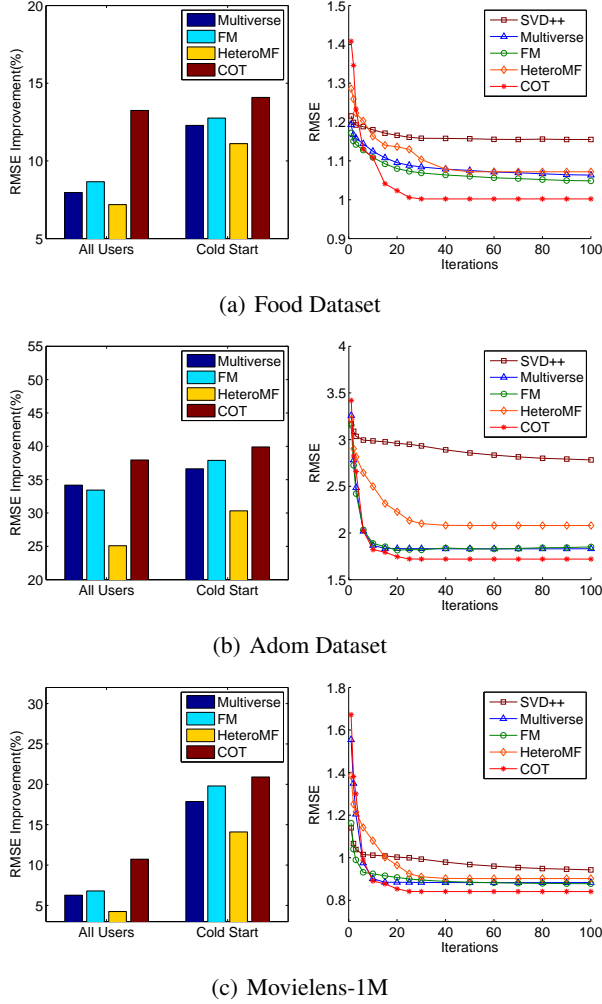 20
15
10
5
RMSE Improvement(%)
All Users
Cold Start
Multiverse
FM
HeteroMF
COT
1.5
1.4
1.3
1.2
1.1
1
0.9
RMSE
0 20 40 60 80 100
Iterations
SVD++
Multiverse
FM
HeteroMF
COT
(a) Food Dataset
55
50
45
40
35
30
25
20
RMSE Improvement(%)
All Users
Cold Start
Multiverse
FM
HeteroMF
COT
4
3.5
3
2.5
2
1.5
RMSE
0 20 40 60 80 100
Iterations
SVD++
Multiverse
FM
HeteroMF
COT
(b) Adom Dataset
30
25
20
15
10
5
RMSE Improvement(%)
All Users
Cold Start
Multiverse
FM
HeteroMF
COT
1.8
1.6
1.4
1.2
1
0.8
RMSE
0 20 40 60 80 100
Iterations
SVD++
Multiverse
FM
HeteroMF
COT
(c) Movielens-1M